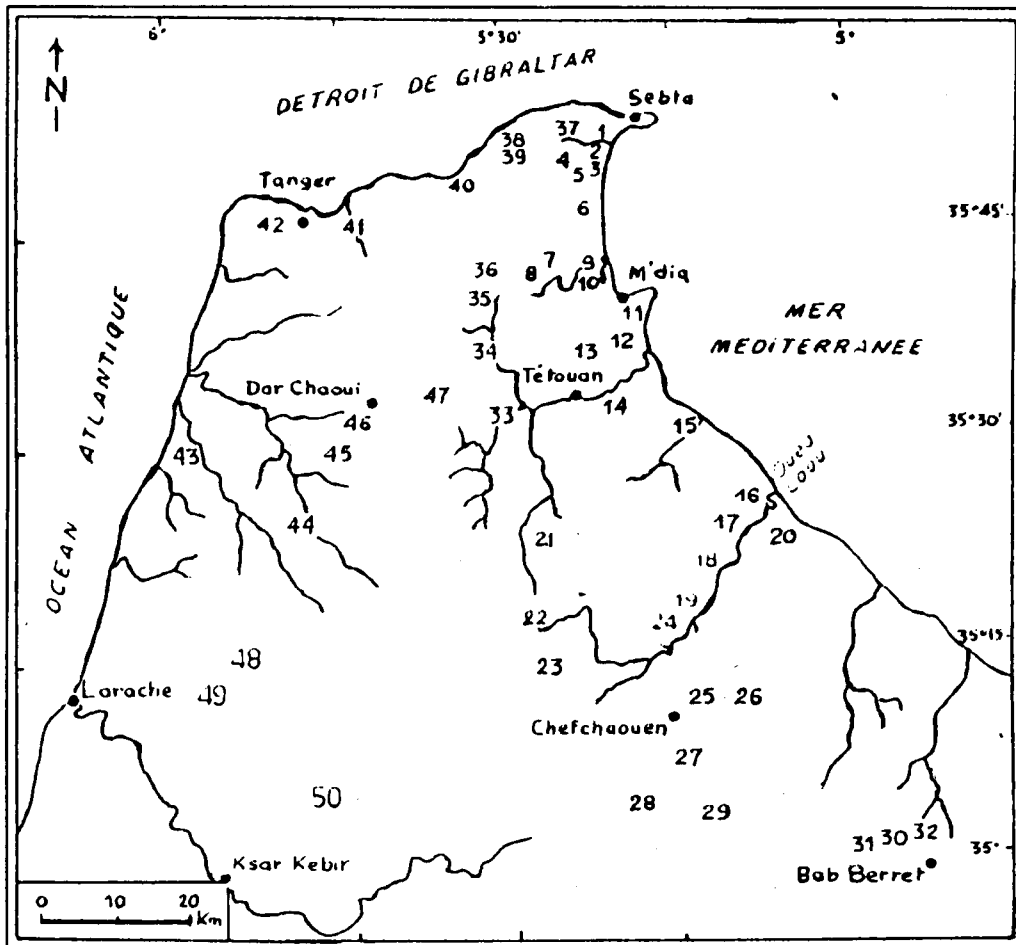 6°
5°30'
5°
N
DETROIT DE GIBRALTAR
Sebta
37 1
38 2
39 4 3
5
40
6
Tanger
42 41
35°45'
36 7 9
8 10
M'diq
35
11
MER
MEDITERRANEE
12
34 13
Dar Chaoui
47
Tétouan
14
33
46
15
35°30'
OCEAN ATLANTIQUE
43 45
Oued
Laou
16
44
17
20
21
18
19
22
24
35°15'
23
48
49
Larache
25 26
Chefchaouen
27
50
28 29
31 30 32
35°
Ksar Kebir
Bab Berret
0 10 20
Km